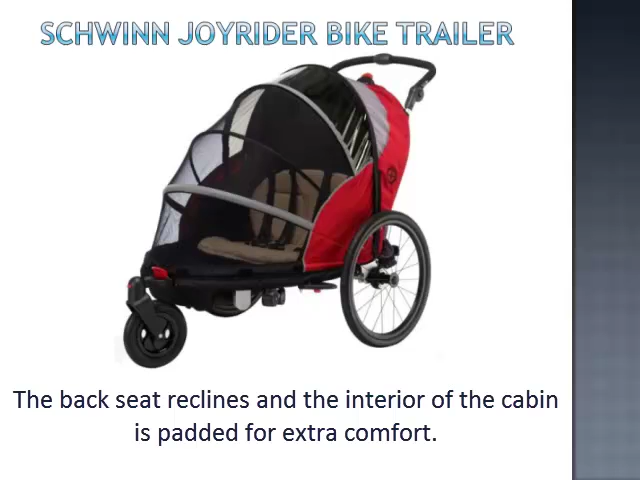 SCHWINN JOYRIDER BIKE TRAILER
The back seat reclines and the interior of the cabin
is padded for extra comfort.